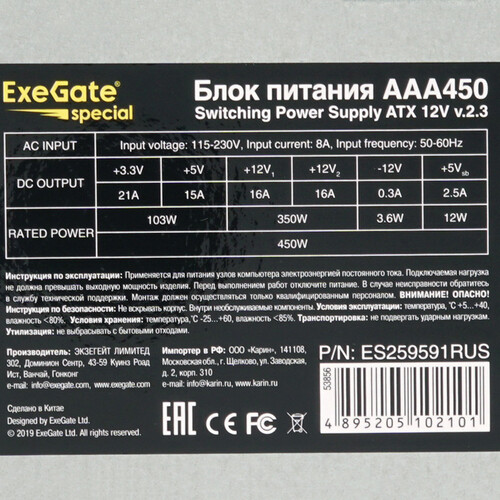 ExeGate®
special
Блок питания AAA450
Switching Power Supply ATX 12V v.2.3
AC INPUT Input voltage: 115-230V, Input current: 8A, Input frequency: 50-60Hz
DC OUTPUT +3.3V +5V +12V1 +12V2 -12V +5Vsb
21A 15A 16A 16A 0.3A 2.5A
RATED POWER 103W 350W 3.6W 12W
450W
Инструкция по эксплуатации: Применяется для питания узлов компьютера электроэнергией постоянного тока. Подключаемая нагрузка
не должна превышать выходную мощность изделия. Перед выполнением работ отключите питание. В случае неисправности обратитесь
в службу технической поддержки. Монтаж должен осуществляться только квалифицированным персоналом. ВНИМАНИЕ! ОПАСНО!
Инструкция по безопасности: Не вскрывать корпус. Внутри необслуживаемые компоненты. Условия эксплуатации: температура,°C +5...+40,
влажность <80%. Условия хранения: температура,°C -25...+60, влажность <85%. Транспортировка: не подвергать ударным нагрузкам.
Утилизация: не выбрасывать с бытовыми отходами.
Производитель: ЭКЗЕГЕЙТ ЛИМИТЕД
302, Доминион Сентр, 43-59 Куинз Роад
Ист, Ванчай, Гонконг
www.exegate.com
Импортер в РФ: ООО «Карин», 141108,
Московская обл., г.Щелково, ул.Заводская,
д. 2, корп. 310
e-mail: info@karin.ru, www.karin.ru
P/N: ES259591RUS
53856
Сделано в Китае
Designed by ExeGate Ltd.
© 2019 ExeGate Ltd.
EAC CE FC
4 895205 102101